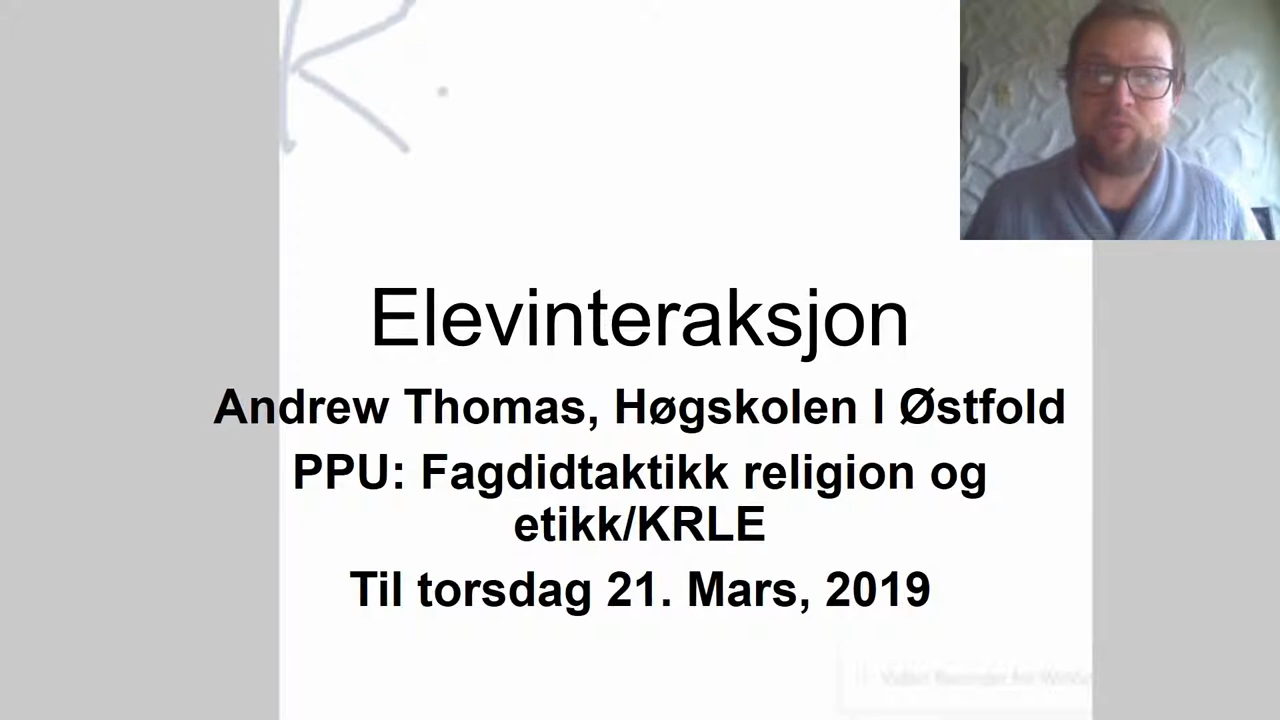 R.
Elevinteraksjon
Andrew Thomas, Høgskolen I Østfold
PPU: Fagdidtaktikk religion og
etikk/KRLE
Til torsdag 21. Mars, 2019